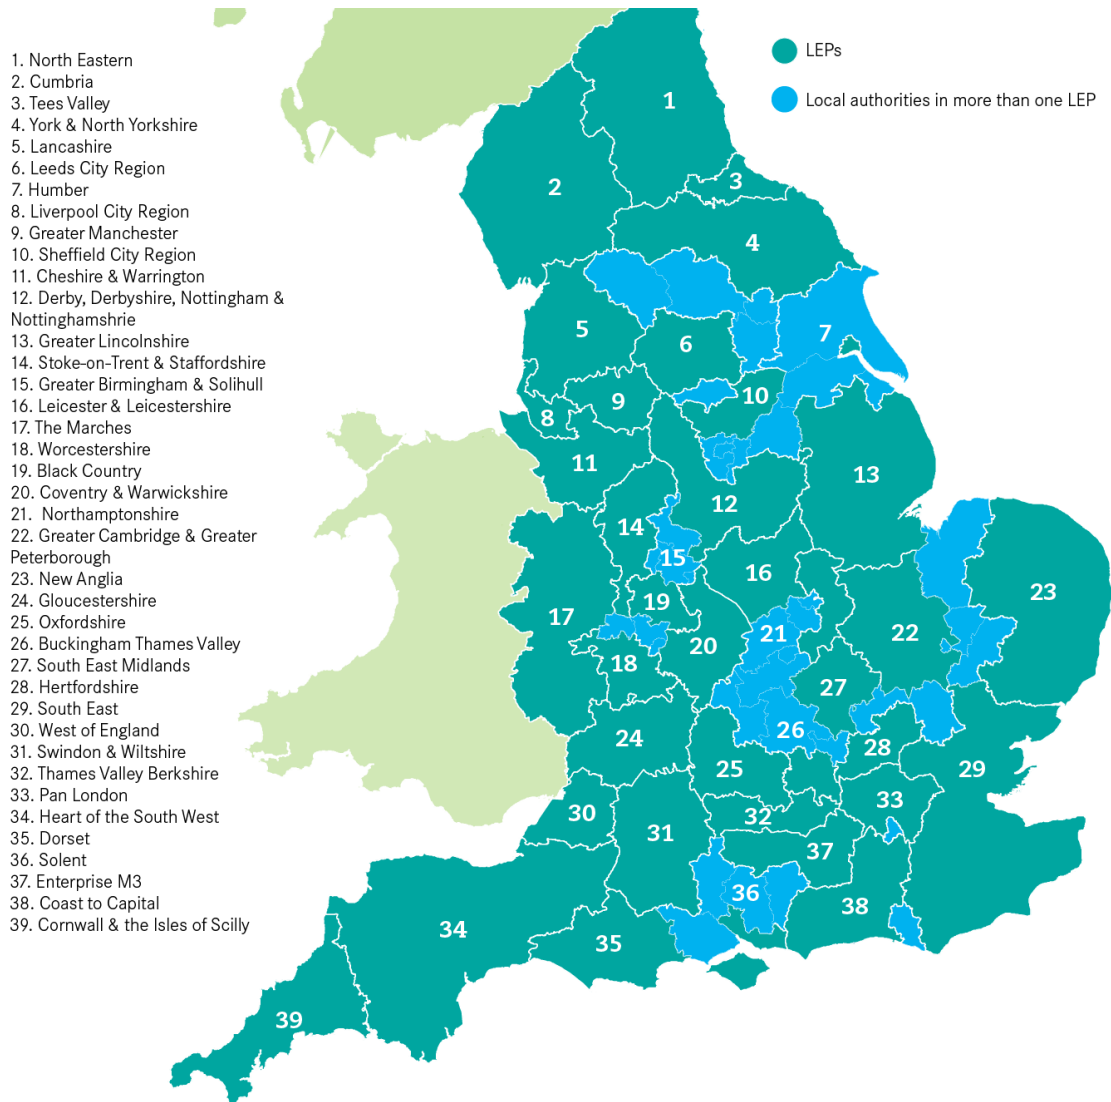 1. North Eastern
2. Cumbria
3. Tees Valley
4. York & North Yorkshire
5. Lancashire
6. Leeds City Region
7. Humber
8. Liverpool City Region
9. Greater Manchester
10. Sheffield City Region
11. Cheshire & Warrington
12. Derby, Derbyshire, Nottingham &
Nottinghamshrie
13. Greater Lincolnshire
14. Stoke-on-Trent & Staffordshire
15. Greater Birmingham & Solihull
16. Leicester & Leicestershire
17. The Marches
18. Worcestershire
19. Black Country
20. Coventry & Warwickshire
21. Northamptonshire
22. Greater Cambridge & Greater
Peterborough
23. New Anglia
24. Gloucestershire
25. Oxfordshire
26. Buckingham Thames Valley
27. South East Midlands
28. Hertfordshire
29. South East
30. West of England
31. Swindon & Wiltshire
32. Thames Valley Berkshire
33. Pan London
34. Heart of the South West
35. Dorset
36. Solent
37. Enterprise M3
38. Coast to Capital
39. Cornwall & the Isles of Scilly
LEPs
Local authorities in more than one LEP
1
2
3
4
5
6
7
8
9
10
11
12
13
14
15
16
17
18
19
20
21
22
23
24
25
26
27
28
29
30
31
32
33
34
35
36
37
38
39